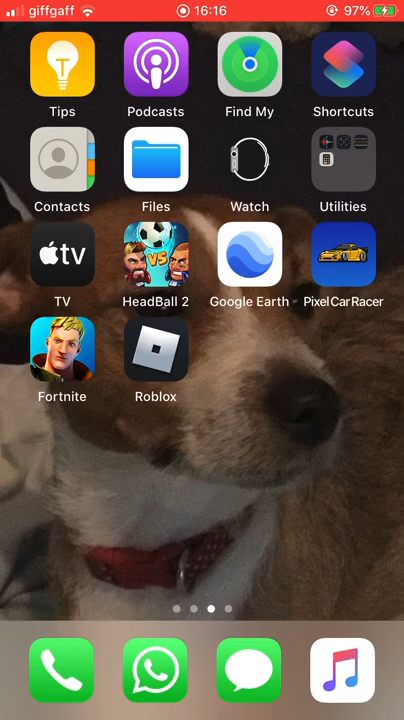 giffgaff 16:16 97%
Tips Podcasts Find My Shortcuts
Contacts Files Watch Utilities
tv VS
TV HeadBall 2 Google Earth PixelCarRacer
Fortnite Roblox